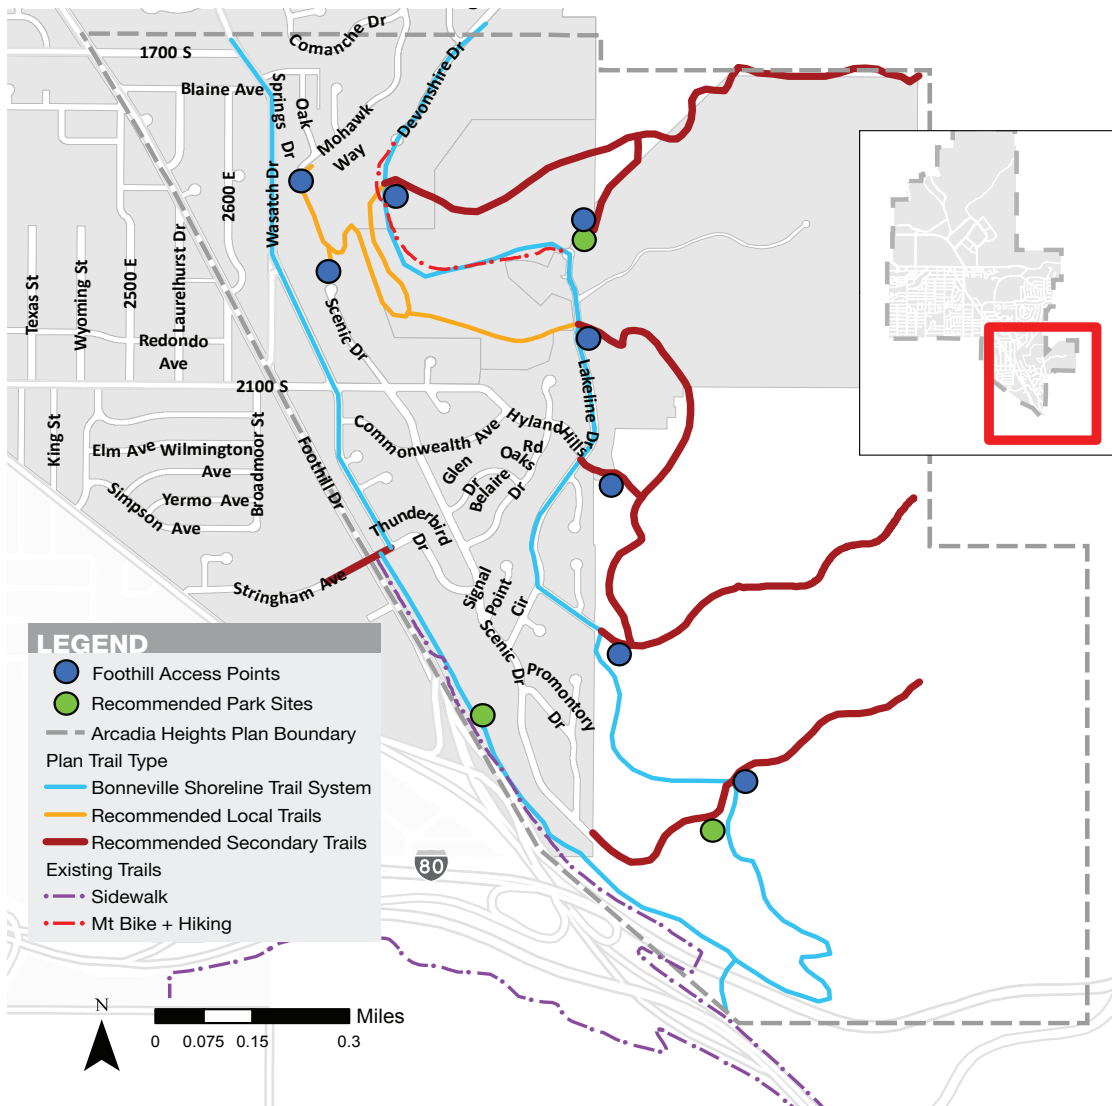 Comanche Dr
1700 S
Devonshire Dr
Blaine Ave
Springs Dr
Oak
Mohawk
Way
Wasatch Dr
2600 E
Laurelhurst Dr
2500 E
Wyoming St
Texas St
Scenic Dr
Redondo
Ave
2100 S
Lakeline Dr
Hyland Hills
Rd
Commonwealth Ave
Oaks
Glen
Dr
Belaire
Dr
King St
Elm Ave
Wilmington
Ave
Broadmoor St
Foothill Dr
Yermo Ave
Simpson Ave
Thunderbird
Dr
Stringham Ave
Signal
Point
Cir
Scenic Dr
Promontory
Dr
LEGEND
Foothill Access Points
Recommended Park Sites
Arcadia Heights Plan Boundary
Plan Trail Type
Bonneville Shoreline Trail System
Recommended Local Trails
Recommended Secondary Trails
Existing Trails
Sidewalk
Mt Bike + Hiking
80
N
Miles
0 0.075 0.15 0.3